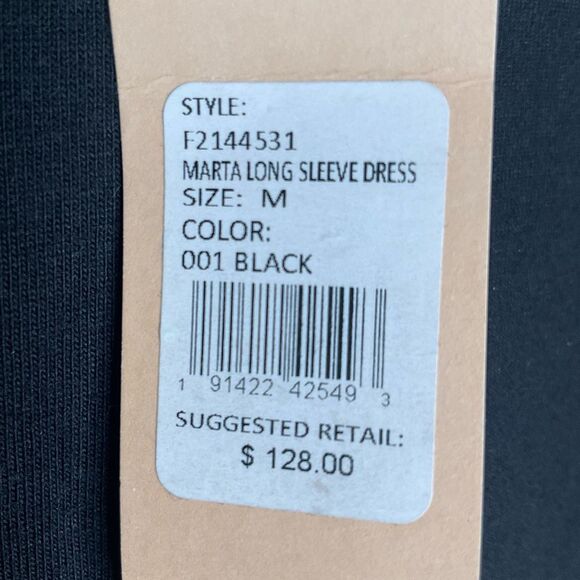 STYLE:
F2144531
MARTA LONG SLEEVE DRESS
SIZE: M
COLOR:
001 BLACK
1 91422 42549 3
SUGGESTED RETAIL:
$ 128.00